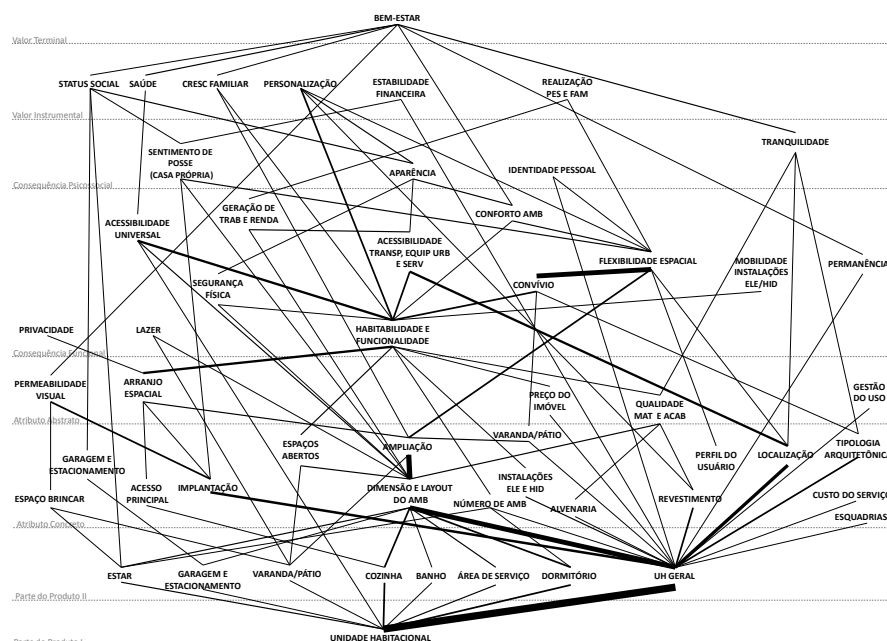 BEM-ESTAR
Valor Terminal
STATUS SOCIAL
SAÚDE
CRESC FAMILIAR
PERSONALIZAÇÃO
ESTABILIDADE
FINANCEIRA
REALIZAÇÃO
PES E FAM
Valor Instrumental
TRANQUILIDADE
SENTIMENTO DE
POSSE
(CASA PRÓPRIA)
APARÊNCIA
IDENTIDADE PESSOAL
Consequência Psicossocial
GERAÇÃO DE
TRAB E RENDA
CONFORTO AMB
ACESSIBILIDADE
UNIVERSAL
ACESSIBILIDADE
TRANSP, EQUIP URB
E SERV
FLEXIBILIDADE ESPACIAL
MOBILIDADE
INSTALAÇÕES
ELE/HID
PERMANÊNCIA
SEGURANÇA
FÍSICA
CONVÍVIO
PRIVACIDADE
LAZER
HABITABILIDADE E
FUNCIONALIDADE
Consequência Funcional
PERMEABILIDADE
VISUAL
ARRANJO
ESPACIAL
PREÇO DO
IMÓVEL
QUALIDADE
MAT E ACAB
GESTÃO
DO USO
Atributo Abstrato
VARANDA/PÁTIO
ESPAÇOS
ABERTOS
AMPLIAÇÃO
PERFIL DO
USUÁRIO
LOCALIZAÇÃO
TIPOLOGIA
ARQUITETÔNICA
GARAGEM E
ESTACIONAMENTO
ESPAÇO BRINCAR
ACESSO
PRINCIPAL
IMPLANTAÇÃO
DIMENSÃO E LAYOUT
DO AMB
NÚMERO DE AMB
INSTALAÇÕES
ELE E HID
ALVENARIA
REVESTIMENTO
CUSTO DO SERVIÇO
ESQUADRIAS
Atributo Concreto
ESTAR
GARAGEM E
ESTACIONAMENTO
VARANDA/PÁTIO
COZINHA
BANHO
ÁREA DE SERVIÇO
DORMITÓRIO
UH GERAL
Parte do Produto II
UNIDADE HABITACIONAL